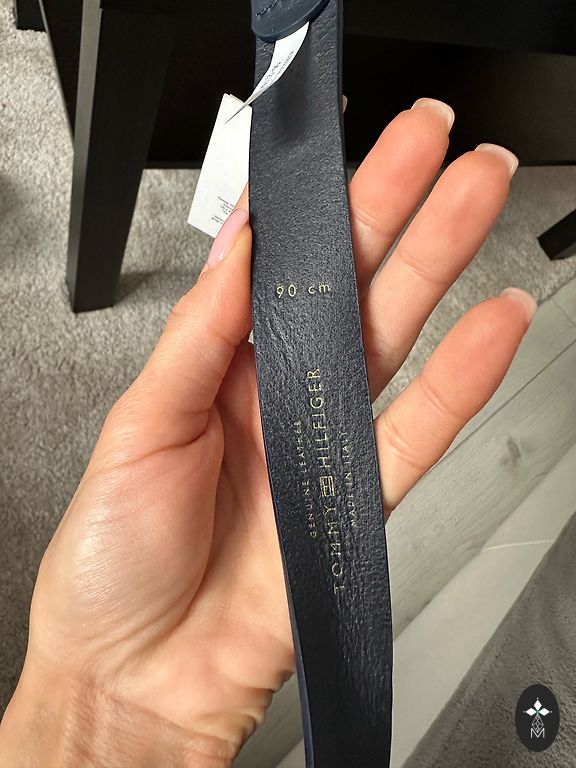 90 cm
GENUINE LEATHER
TOMMY HILFIGER
MADE IN ITALY